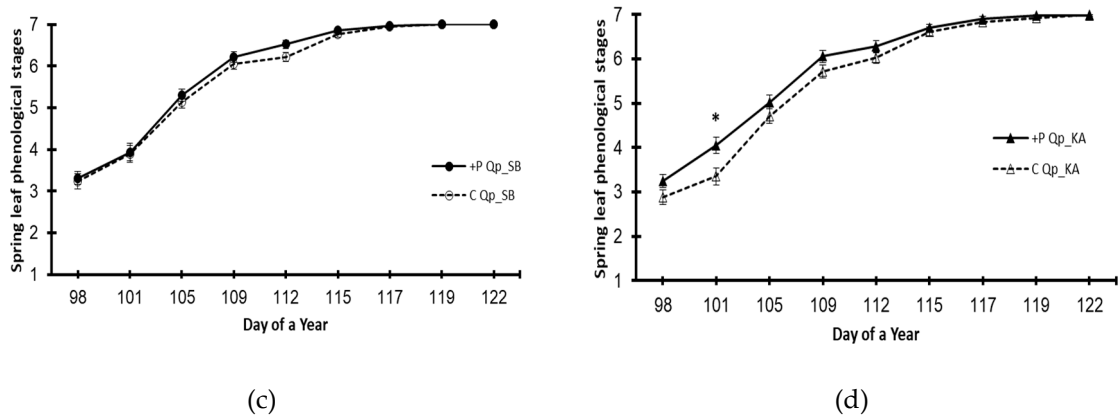 Spring leaf phenological stages
7
6
5
4
3
2
1
98 101 105 109 112 115 117 119 122
Day of a Year
+P Qp_SB
C Qp_SB
(c)
Spring leaf phenological stages
7
6
5
4
3
2
1
98 101 105 109 112 115 117 119 122
Day of a Year
*
+P Qp_KA
C Qp_KA
(d)